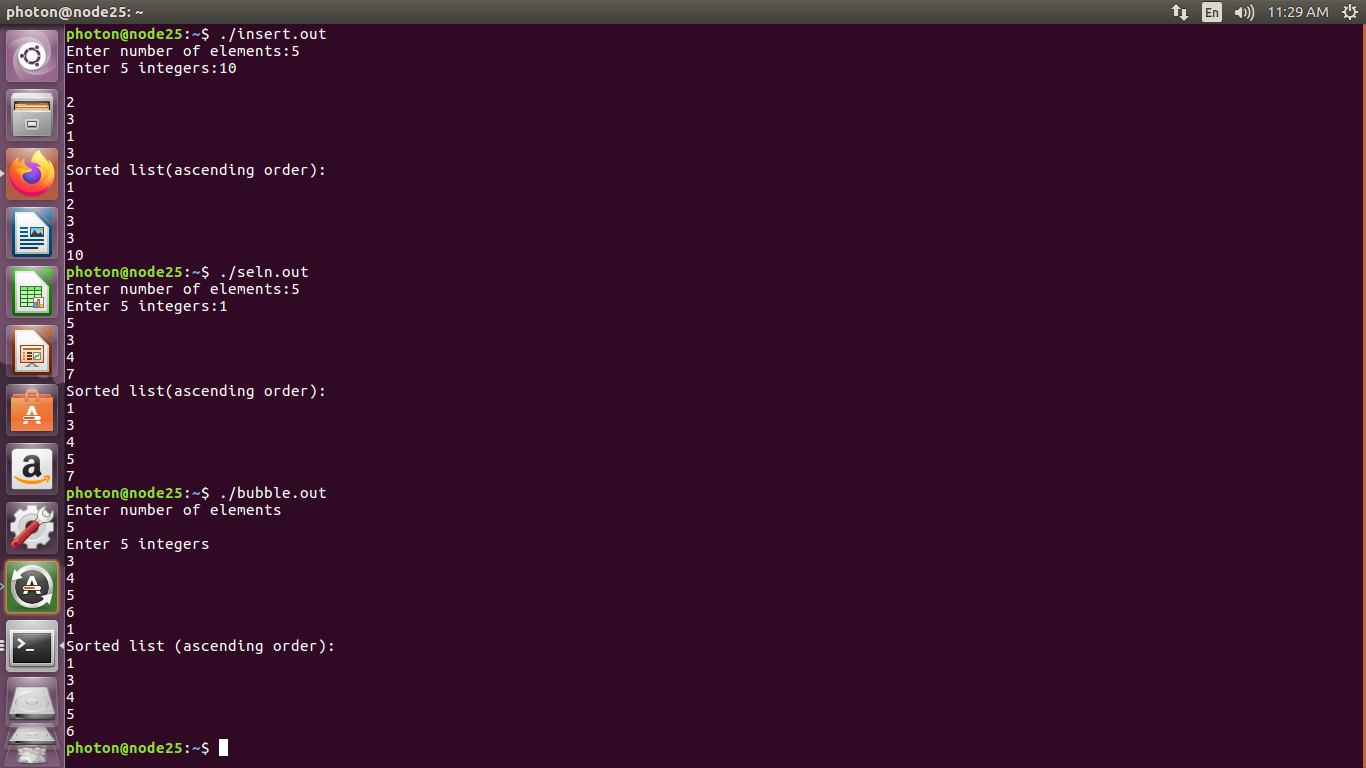 photon@node25: ~
En
11:29 AM
photon@node25:~$ ./insert.out
Enter number of elements:5
Enter 5 integers:10

2
3
1
3
Sorted list(ascending order):
1
2
3
3
10
photon@node25:~$ ./seln.out
Enter number of elements:5
Enter 5 integers:1
5
3
4
7
Sorted list(ascending order):
1
3
4
5
7
photon@node25:~$ ./bubble.out
Enter number of elements
5
Enter 5 integers
3
4
5
6
1
Sorted list (ascending order):
1
3
4
5
6
photon@node25:~$